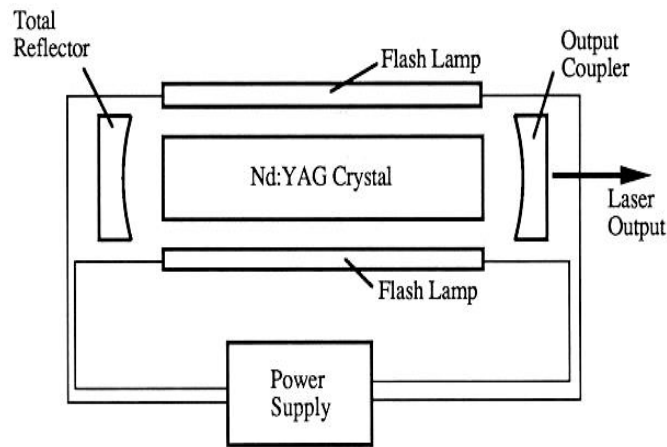 Total
Reflector
Flash Lamp
Output
Coupler
Nd:YAG Crystal
Laser
Output
Flash Lamp
Power
Supply